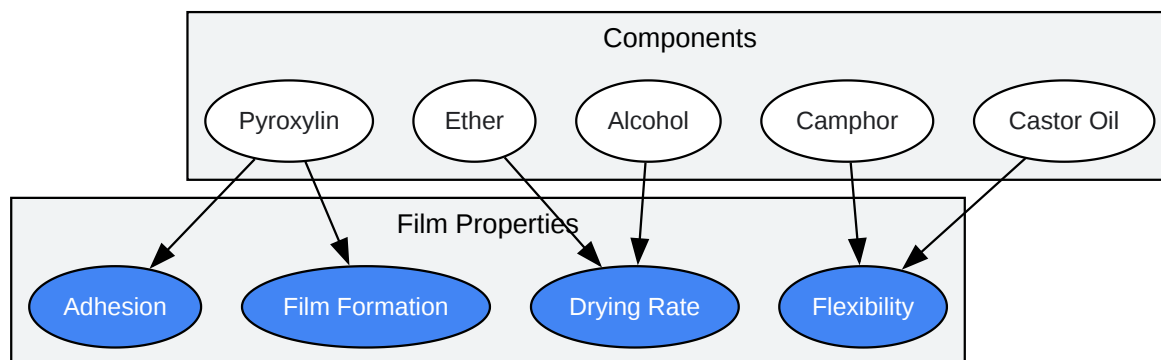 Components
Pyroxylin
Ether
Alcohol
Camphor
Castor Oil
Film Properties
Adhesion
Film Formation
Drying Rate
Flexibility